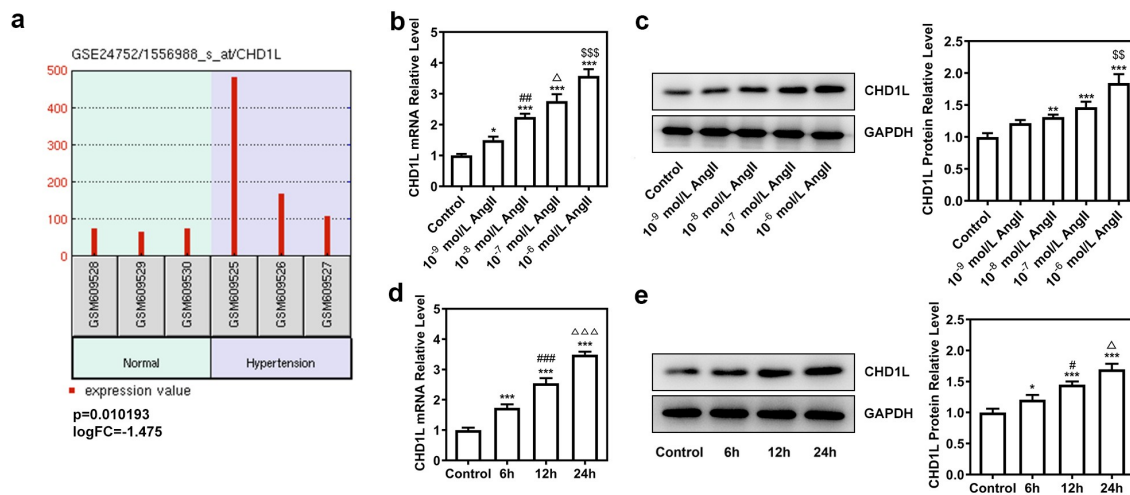 a
GSE24752/1556988_s_at/CHD1L
500
400
300
200
100
0
GSM609528
GSM609529
GSM609530
GSM609525
GSM609526
GSM609527
Normal
Hypertension
expression value
p=0.010193
logFC=-1.475
b
CHD1L mRNA Relative Level
5
4
3
2
1
0
*
##
***
△
***
$$$
***
Control
10⁻⁹ mol/L AngII
10⁻⁸ mol/L AngII
10⁻⁷ mol/L AngII
10⁻⁶ mol/L AngII
c
CHD1L
GAPDH
Control
10⁻⁹ mol/L AngII
10⁻⁸ mol/L AngII
10⁻⁷ mol/L AngII
10⁻⁶ mol/L AngII
CHD1L Protein Relative Level
2.5
2.0
1.5
1.0
0.5
0.0
**
***
$$
***
Control
10⁻⁹ mol/L AngII
10⁻⁸ mol/L AngII
10⁻⁷ mol/L AngII
10⁻⁶ mol/L AngII
d
CHD1L mRNA Relative Level
5
4
3
2
1
0
***
###
***
△△△
***
Control 6h 12h 24h
e
CHD1L
GAPDH
Control 6h 12h 24h
CHD1L Protein Relative Level
2.5
2.0
1.5
1.0
0.5
0.0
*
#
***
△
***
Control 6h 12h 24h